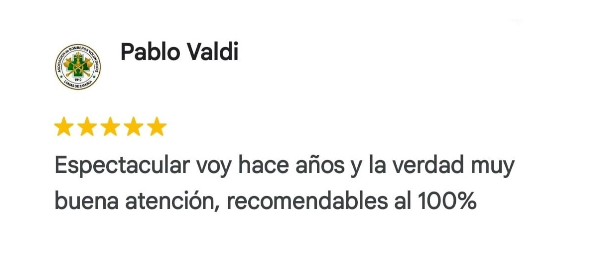 Pablo Valdi
Espectacular voy hace años y la verdad muy
buena atención, recomendables al 100%